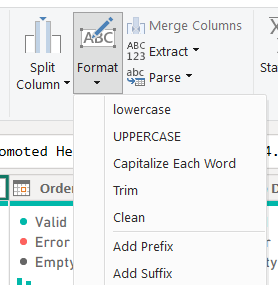 Merge Columns
ABC
123
Extract
Split
Column
ABC
Format
abc
Parse
Sta
lowercase
UPPERCASE
Capitalize Each Word
Trim
Clean
Add Prefix
Add Suffix
omoted He
4.
Orde
D
Valid
Error
Empty